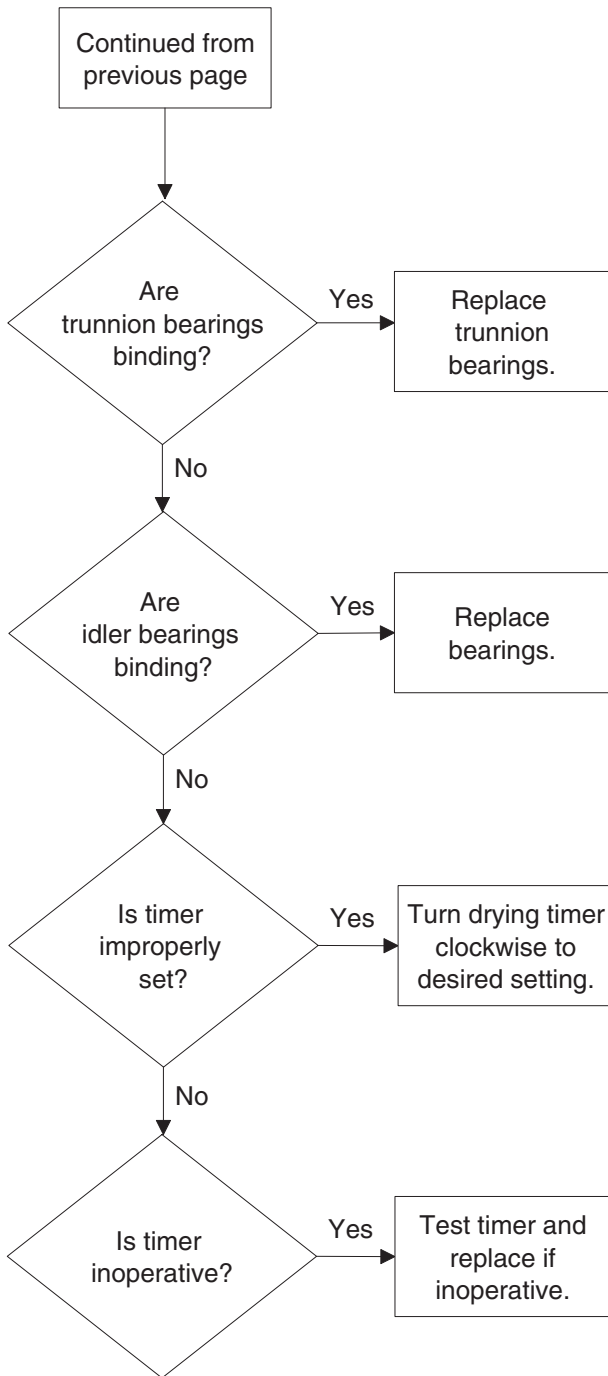 Continued from
previous page
Are
trunnion bearings
binding?
Yes
Replace
trunnion
bearings.
No
Are
idler bearings
binding?
Yes
Replace
bearings.
No
Is timer
improperly
set?
Yes
Turn drying timer
clockwise to
desired setting.
No
Is timer
inoperative?
Yes
Test timer and
replace if
inoperative.